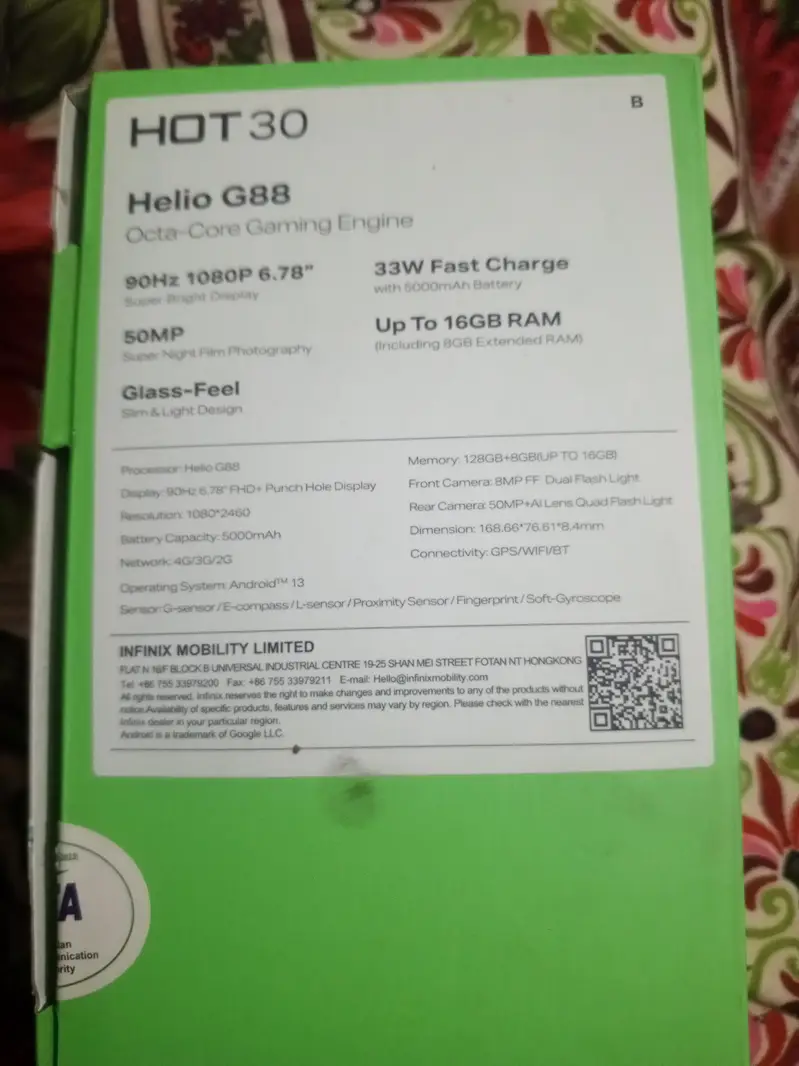 HOT 30
B
Helio G88
Octa-Core Gaming Engine
90Hz 1080P 6.78"
Super Bright Display
33W Fast Charge
with 5000mAh Battery
50MP
Super Night Film Photography
Up To 16GB RAM
(Including 8GB Extended RAM)
Glass-Feel
Slim & Light Design
Processor: Helio G88
Display: 90Hz 6.78" FHD+ Punch Hole Display
Resolution: 1080*2460
Battery Capacity: 5000mAh
Network: 4G/3G/2G
Operating System: Android™ 13
Memory: 128GB+8GB(UP TO 16GB)
Front Camera: 8MP FF Dual Flash Light
Rear Camera: 50MP+AI Lens Quad Flash Light
Dimension: 168.66*76.61*8.4mm
Connectivity: GPS/WIFI/BT
Sensor: G-sensor / E-compass / L-sensor / Proximity Sensor / Fingerprint / Soft-Gyroscope
INFINIX MOBILITY LIMITED
FLAT N 16/F BLOCK B UNIVERSAL INDUSTRIAL CENTRE 19-25 SHAN MEI STREET FOTAN NT HONGKONG
Tel: +86 755 33979200 Fax: +86 755 33979211 E-mail: Hello@infinixmobility.com
All rights reserved. Infinix reserves the right to make changes and improvements to any of the products without
notice.Availability of specific products, features and services may vary by region. Please check with the nearest
Infinix dealer in your particular region.
Android is a trademark of Google LLC.
A
an
nication
rity